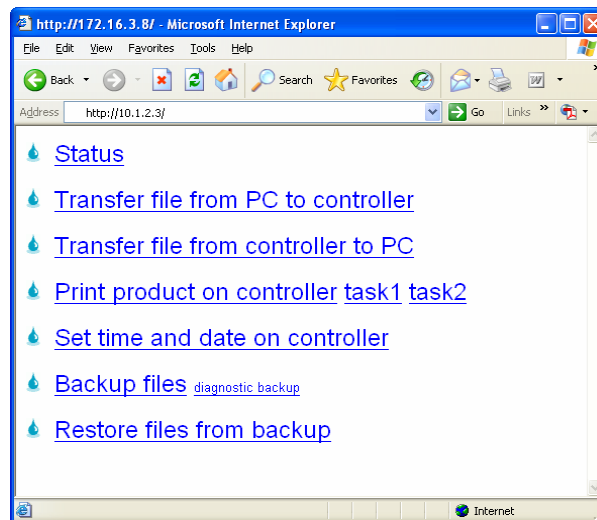 http://172.16.3.8/ - Microsoft Internet Explorer
File Edit View Favorites Tools Help
Back Search Favorites W
Address http://10.1.2.3/ Go Links »
Status
Transfer file from PC to controller
Transfer file from controller to PC
Print product on controller task1 task2
Set time and date on controller
Backup files diagnostic backup
Restore files from backup
Internet